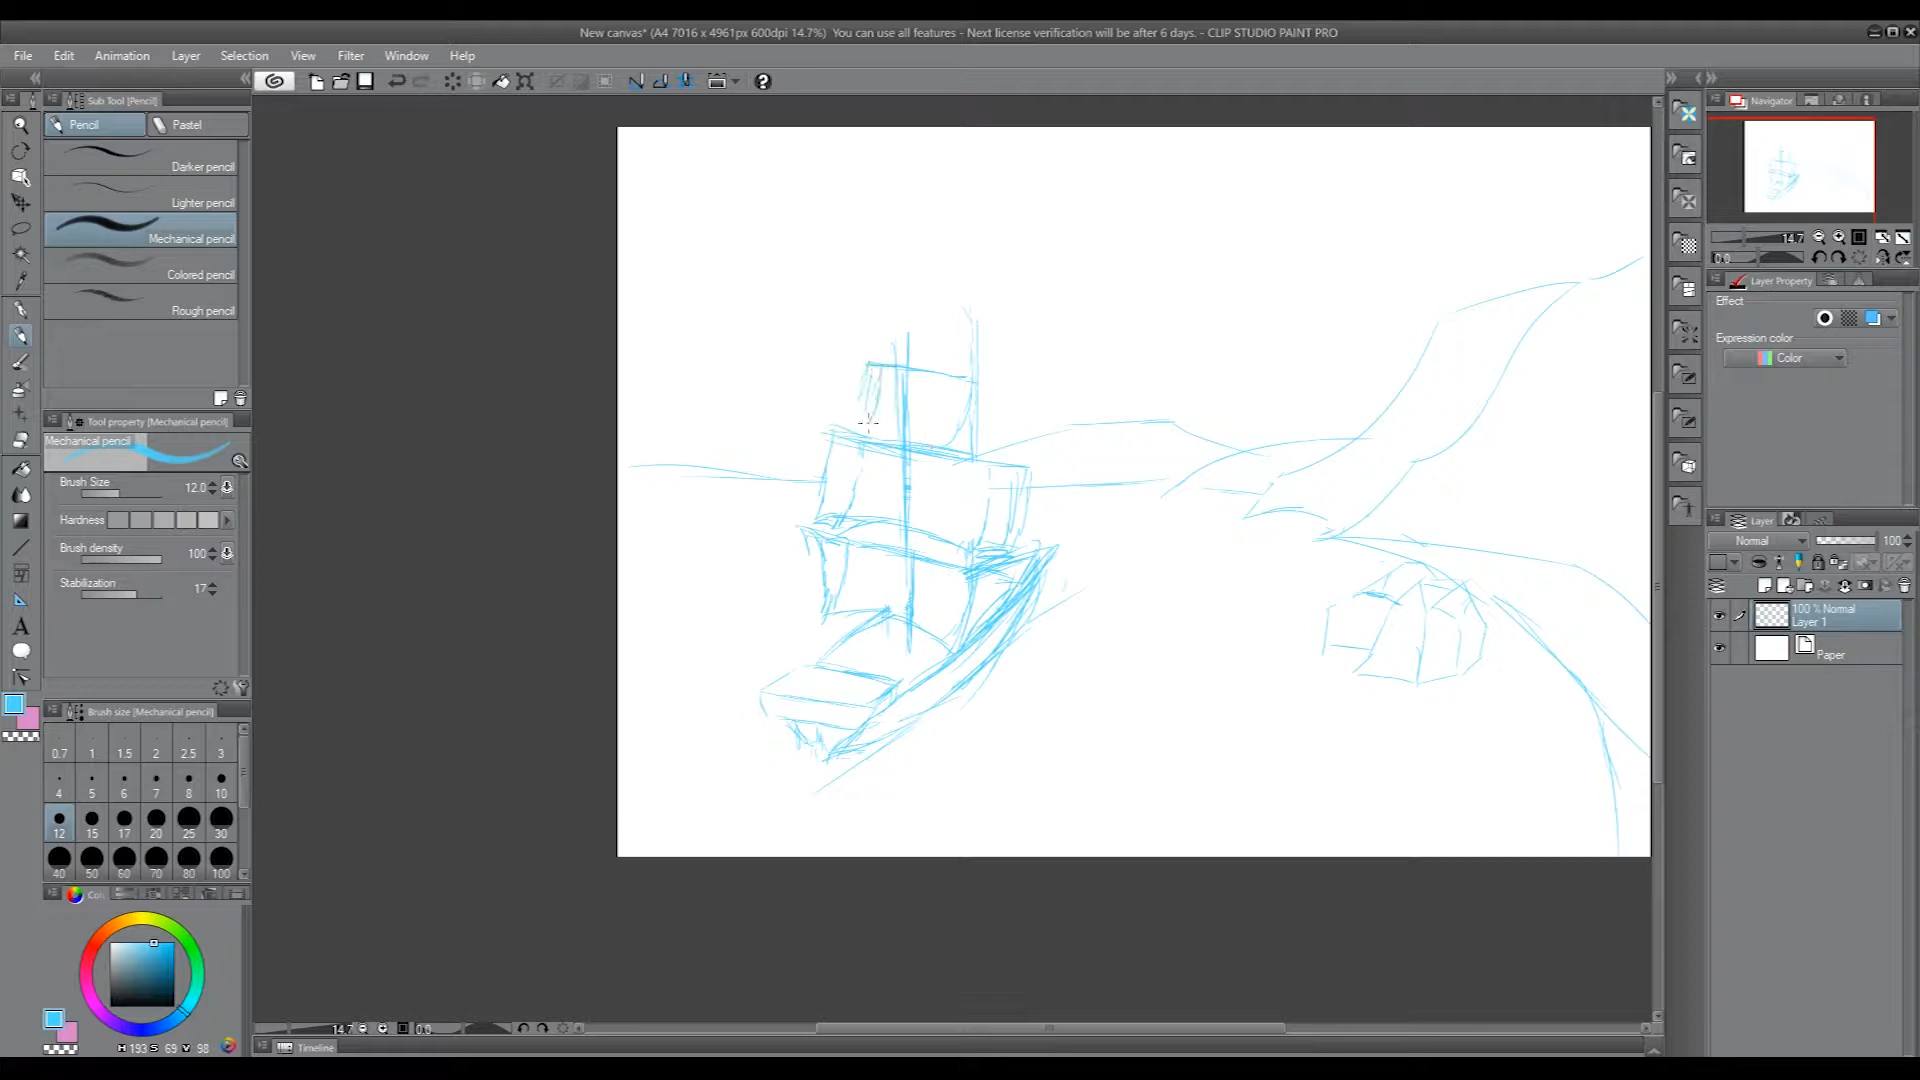 New canvas* (A4 7016 x 4961px 600dpi 14.7%)  You can use all features - Next license verification will be after 6 days. - CLIP STUDIO PAINT PRO
File Edit Animation Layer Selection View Filter Window Help
Sub Tool [Pencil]
Pencil Pastel
Darker pencil
Lighter pencil
Mechanical pencil
Colored pencil
Rough pencil
Tool property [Mechanical pencil]
Mechanical pencil
Brush Size 12.0
Hardness
Brush density 100
Stabilization 17
Brush size [Mechanical pencil]
0.7 1 1.5 2 2.5 3
4 5 6 7 8 10
12 15 17 20 25 30
40 50 60 70 80 100
H 193 S 69 V 98
14.7 0.0
Timeline
Navigator
14.7
0.0
Layer Property
Effect
Expression color
Color
Layer
Normal 100
100 % Normal
Layer 1
Paper